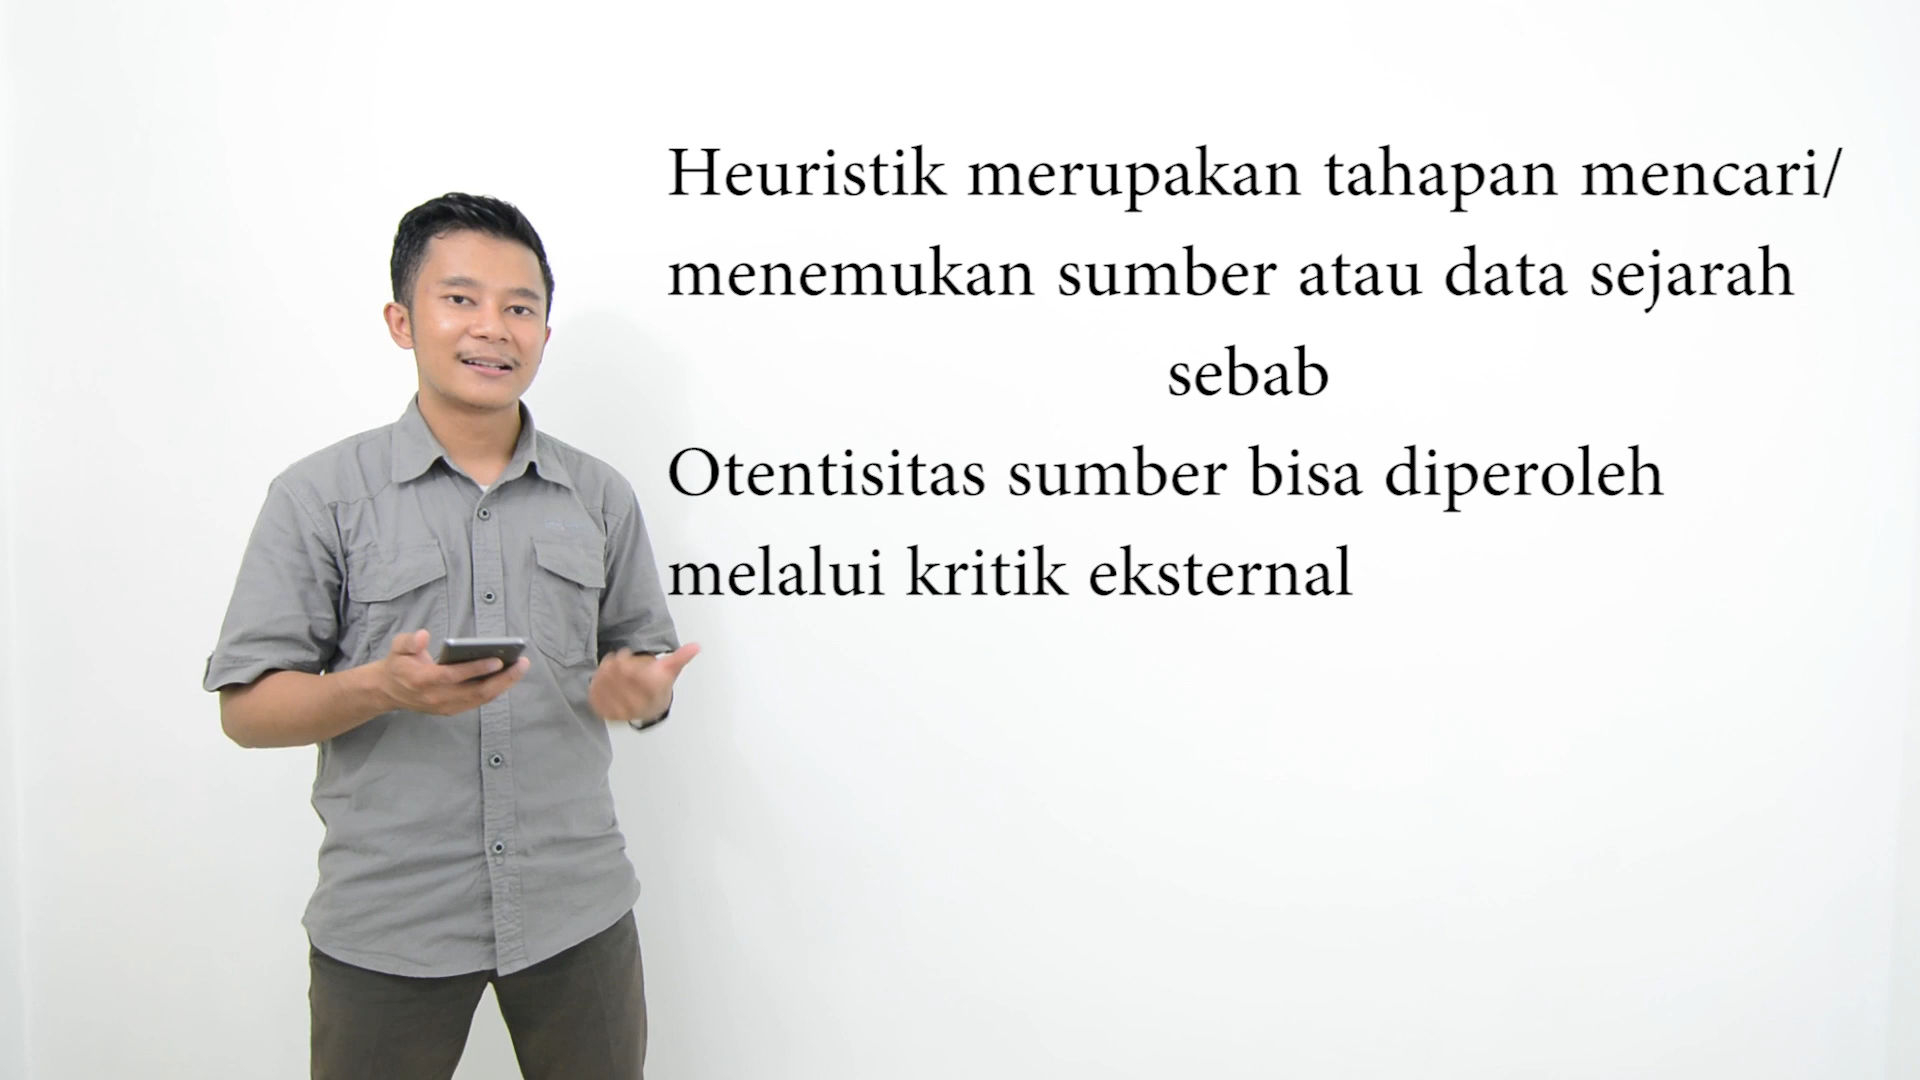 Heuristik merupakan tahapan mencari/
menemukan sumber atau data sejarah
sebab
Otentisitas sumber bisa diperoleh
melalui kritik eksternal